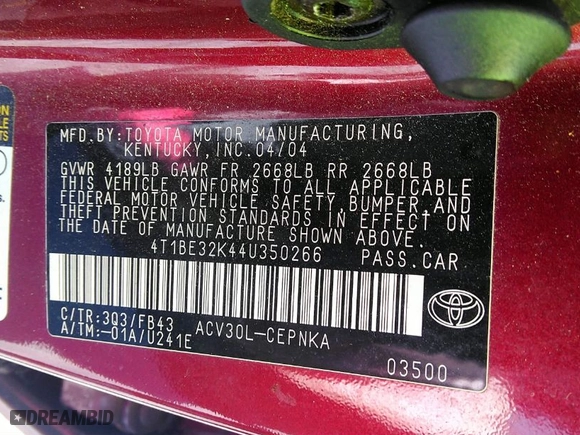 MFD.BY:TOYOTA MOTOR MANUFACTURING,
KENTUCKY, INC. 04/04
GVWR 4189LB GAWR FR 2668LB RR 2668LB
THIS VEHICLE CONFORMS TO ALL APPLICABLE
FEDERAL MOTOR VEHICLE SAFETY, BUMPER AND
THEFT PREVENTION STANDARDS IN EFFECT ON
THE DATE OF MANUFACTURE SHOWN ABOVE.
4T1BE32K44U350266 PASS.CAR
C/TR:3Q3/FB43 ACV30L-CEPNKA
A/TM:-01A/U241E
03500
TOYOTA
DREAMBID